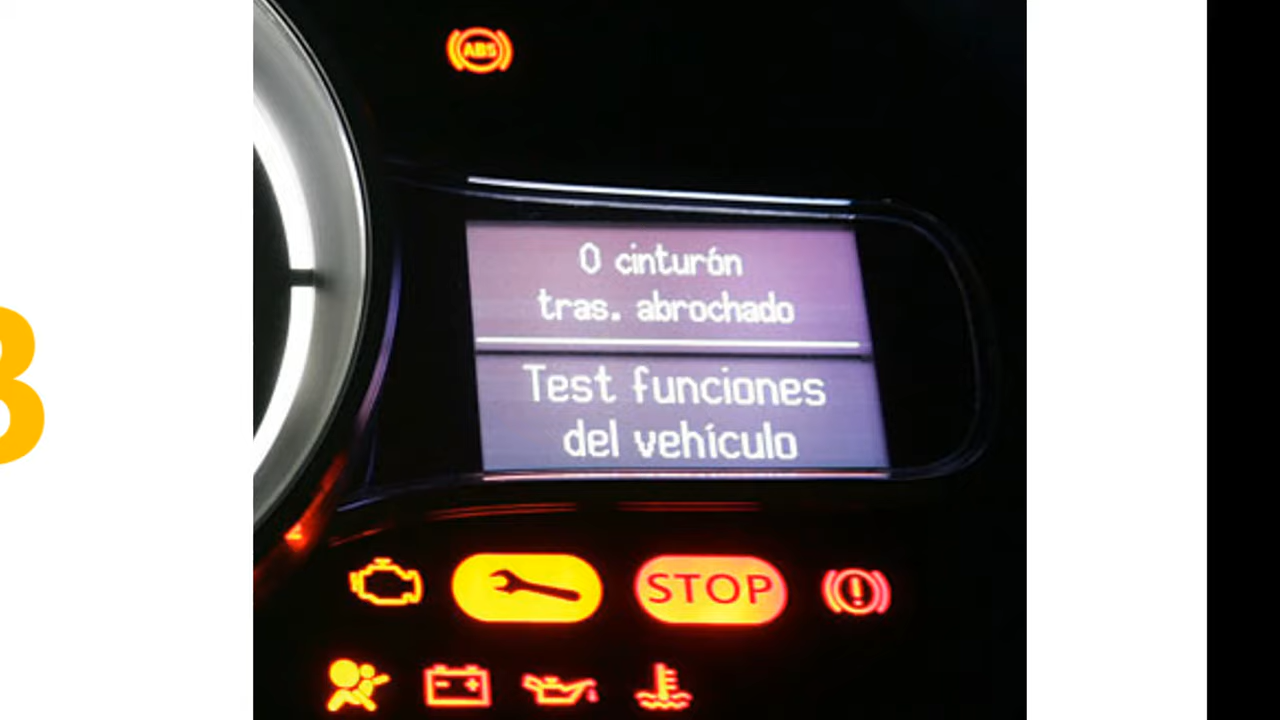 ABS
0 cinturón
tras. abrochado
Test funciones
del vehículo
STOP